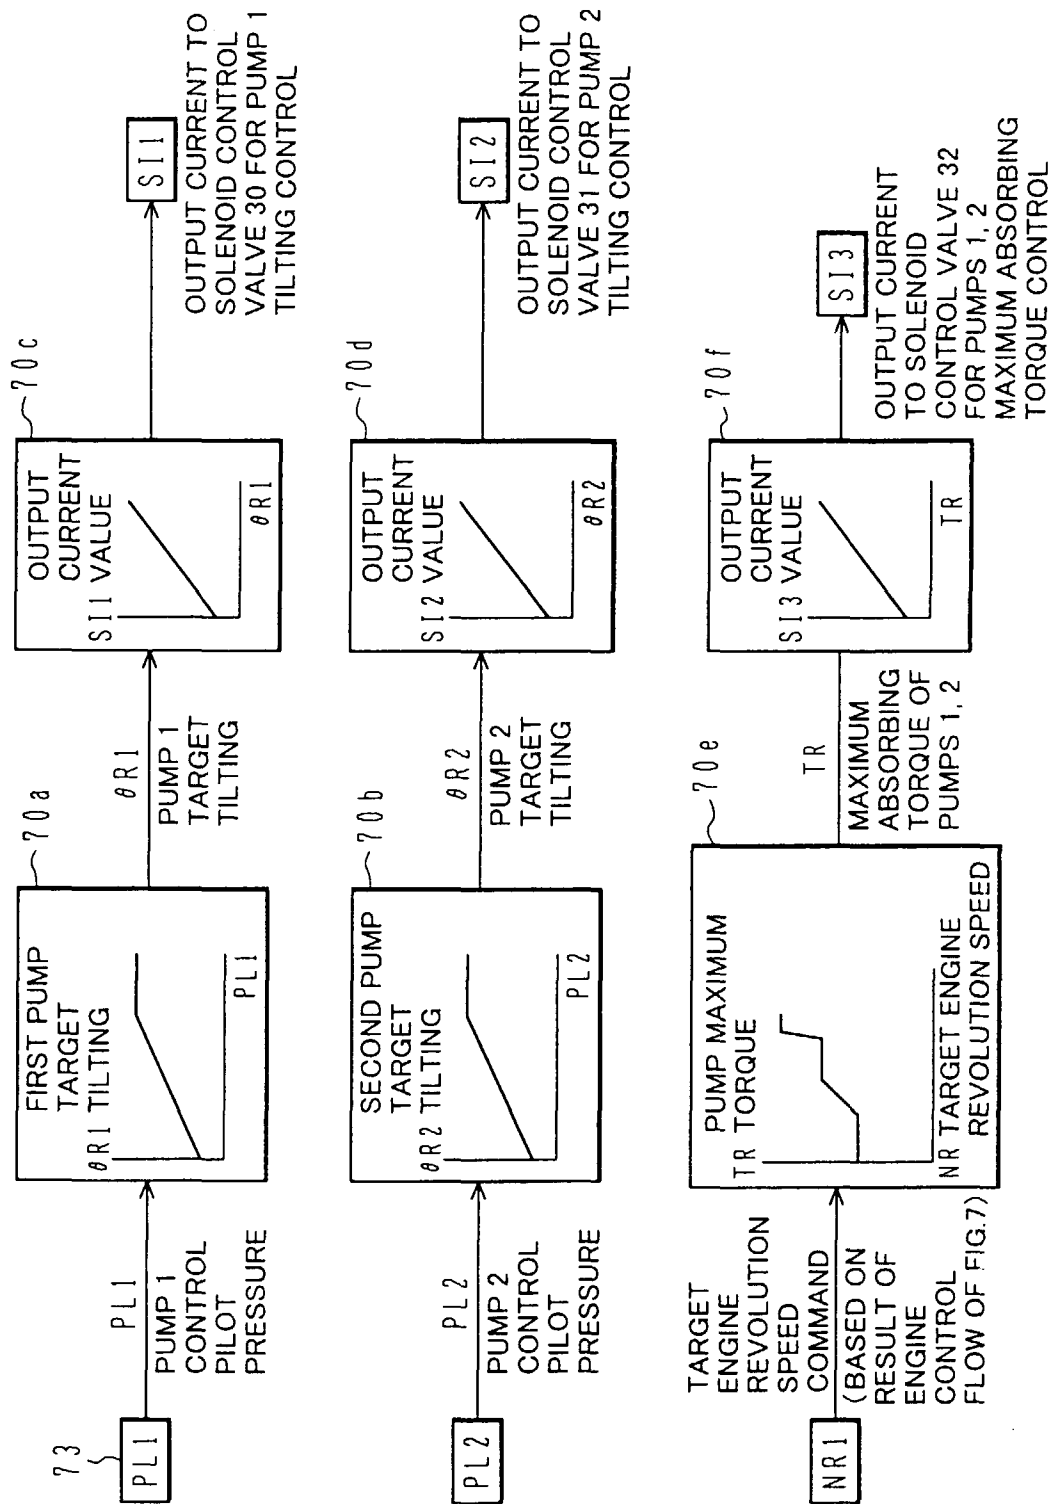 73
PL1
PL1
PUMP 1
CONTROL
PILOT
PRESSURE
70a
FIRST PUMP
TARGET
θR1 TILTING
PL1
θR1
PUMP 1
TARGET
TILTING
70c
OUTPUT
CURRENT
SI1 VALUE
θR1
SI1
OUTPUT CURRENT TO
SOLENOID CONTROL
VALVE 30 FOR PUMP 1
TILTING CONTROL
PL2
PL2
PUMP 2
CONTROL
PILOT
PRESSURE
70b
SECOND PUMP
TARGET
θR2 TILTING
PL2
θR2
PUMP 2
TARGET
TILTING
70d
OUTPUT
CURRENT
SI2 VALUE
θR2
SI2
OUTPUT CURRENT TO
SOLENOID CONTROL
VALVE 31 FOR PUMP 2
TILTING CONTROL
NR1
TARGET
ENGINE
REVOLUTION
SPEED
COMMAND
(BASED ON
RESULT OF
ENGINE
CONTROL
FLOW OF FIG.7)
70e
PUMP MAXIMUM
TR TORQUE
NR TARGET ENGINE
REVOLUTION SPEED
TR
MAXIMUM
ABSORBING
TORQUE OF
PUMPS 1, 2
70f
OUTPUT
CURRENT
SI3 VALUE
TR
SI3
OUTPUT CURRENT
TO SOLENOID
CONTROL VALVE 32
FOR PUMPS 1, 2
MAXIMUM ABSORBING
TORQUE CONTROL